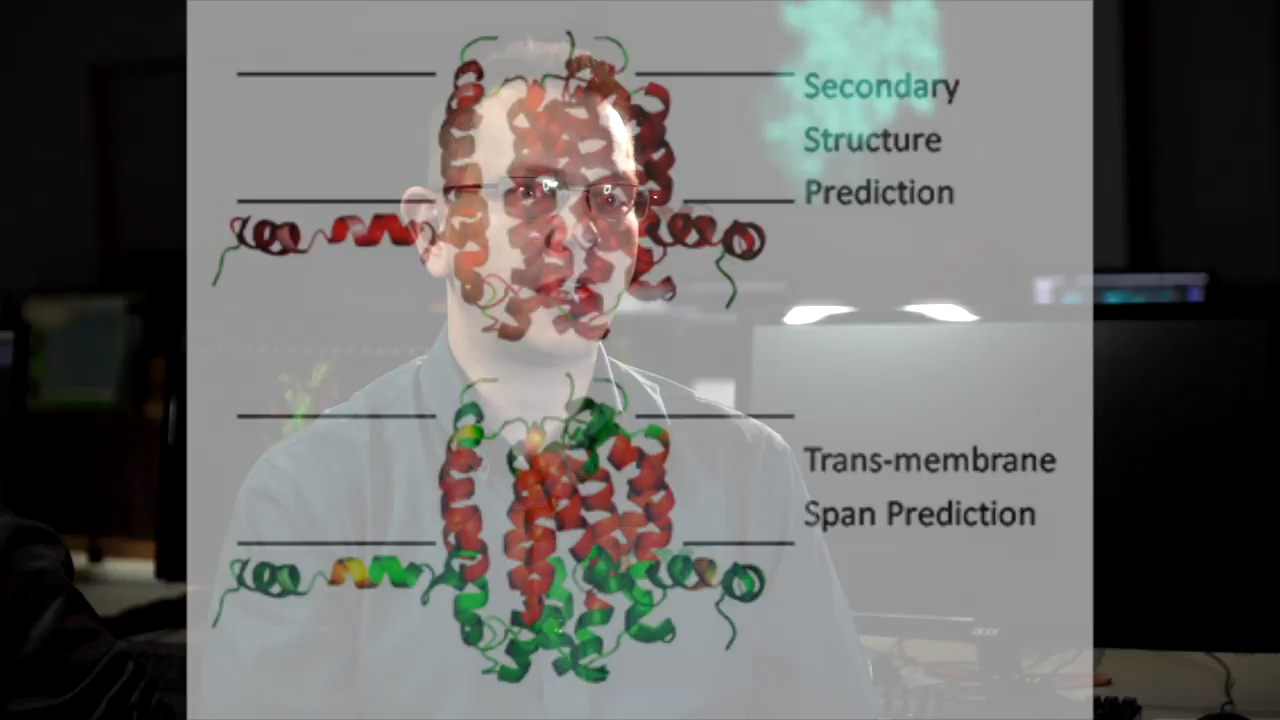 Secondary
Structure
Prediction
Trans-membrane
Span Prediction